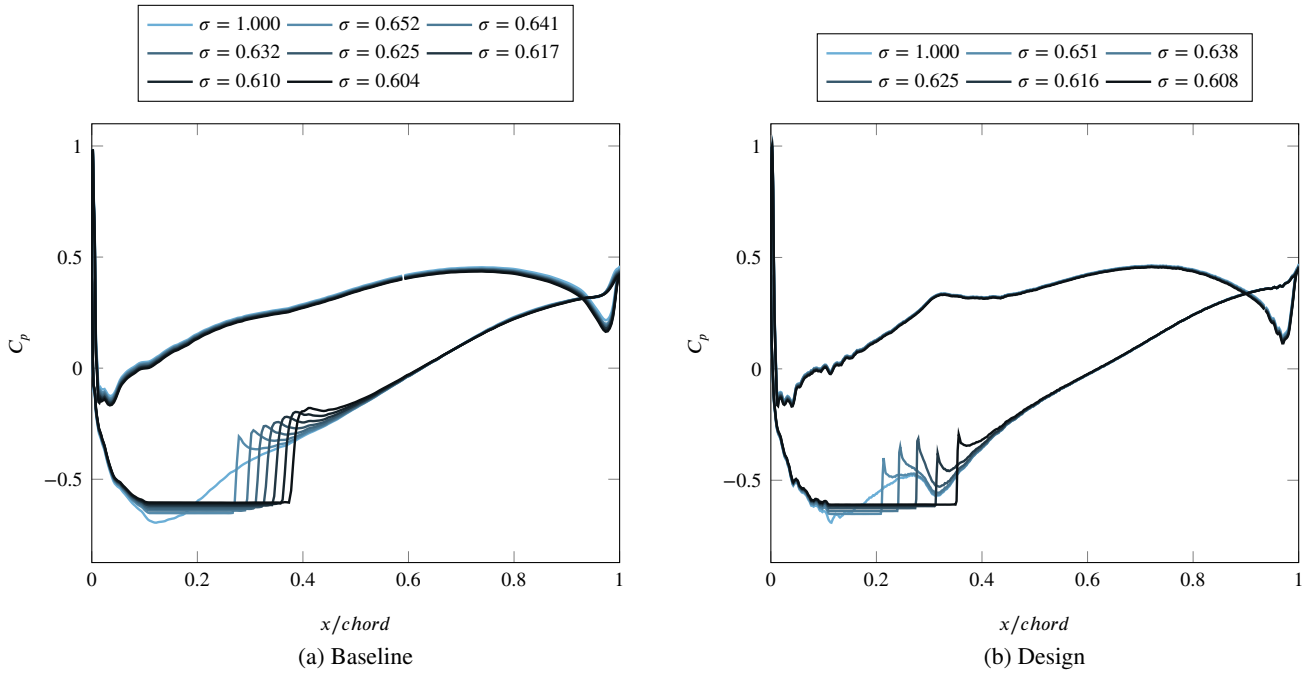 σ = 1.000 σ = 0.652 σ = 0.641
σ = 0.632 σ = 0.625 σ = 0.617
σ = 0.610 σ = 0.604
1
0.5
0
−0.5
C_p
0 0.2 0.4 0.6 0.8 1
x/chord
(a) Baseline
σ = 1.000 σ = 0.651 σ = 0.638
σ = 0.625 σ = 0.616 σ = 0.608
1
0.5
0
−0.5
C_p
0 0.2 0.4 0.6 0.8 1
x/chord
(b) Design